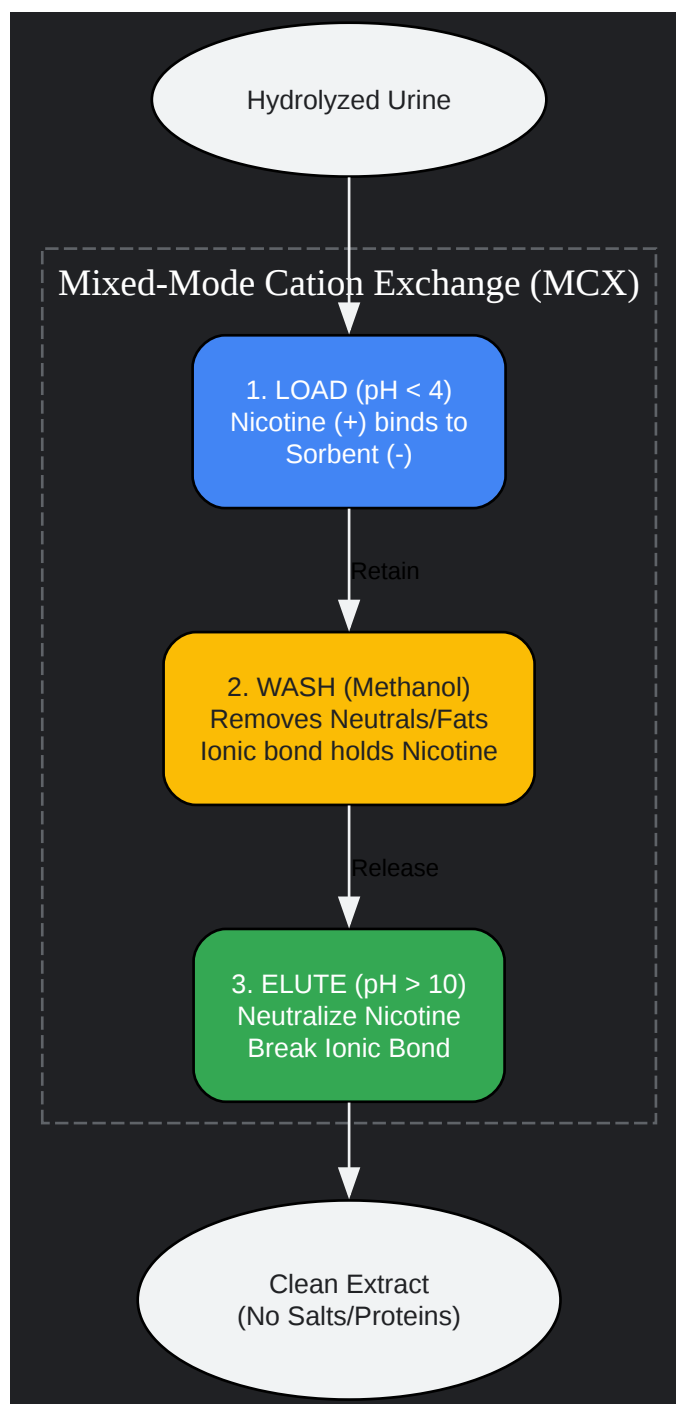 Hydrolyzed Urine
Mixed-Mode Cation Exchange (MCX)
1. LOAD (pH < 4)
Nicotine (+) binds to
Sorbent (-)
Retain
2. WASH (Methanol)
Removes Neutrals/Fats
Ionic bond holds Nicotine
Release
3. ELUTE (pH > 10)
Neutralize Nicotine
Break Ionic Bond
Clean Extract
(No Salts/Proteins)